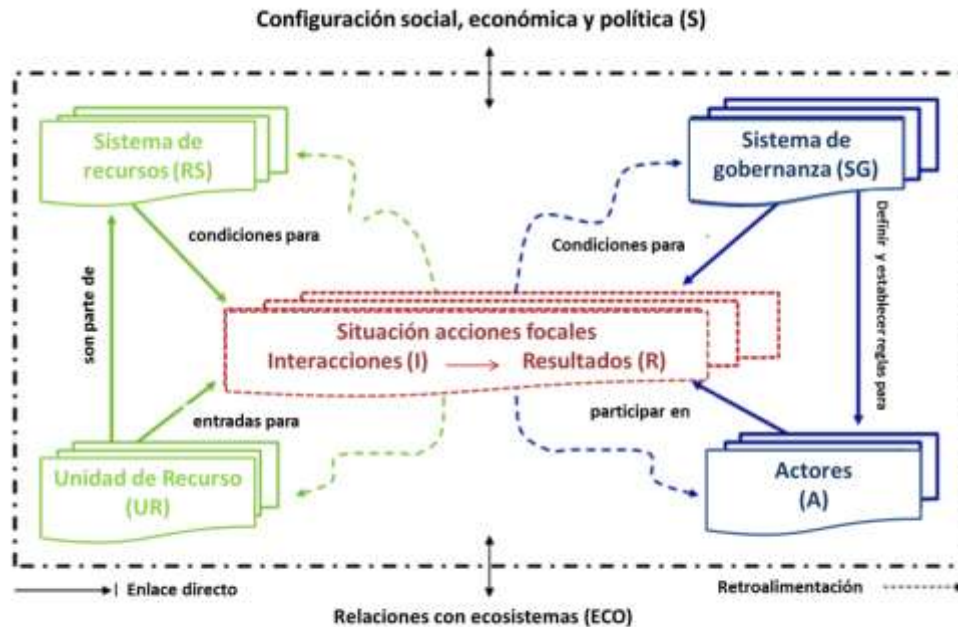 Configuración social, económica y política (S)
Sistema de
recursos (RS)
Sistema de
gobernanza (SG)
condiciones para
Condiciones para
Definir y establecer reglas para
son parte de
Situación acciones focales
Interacciones (I)
Resultados (R)
entradas para
participar en
Unidad de Recurso
(UR)
Actores
(A)
Enlace directo
Retroalimentación
Relaciones con ecosistemas (ECO)